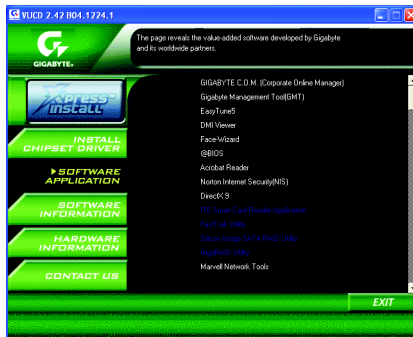 VUCD 2.42 B04.1224.1
The page reveals the value-added software developed by Gigabyte
and its worldwide partners.
GIGABYTE
Xpress
INSTALL
INSTALL
CHIPSET DRIVER
SOFTWARE
APPLICATION
SOFTWARE
INFORMATION
HARDWARE
INFORMATION
CONTACT US
GIGABYTE C.O.M. (Corporate Online Manager)
Gigabyte Management Tool(GMT)
EasyTune5
DMI Viewer
Face-Wizard
@BIOS
Acrobat Reader
Norton Internet Security(NIS)
DirectX 9
Marvell Network Tools
EXIT